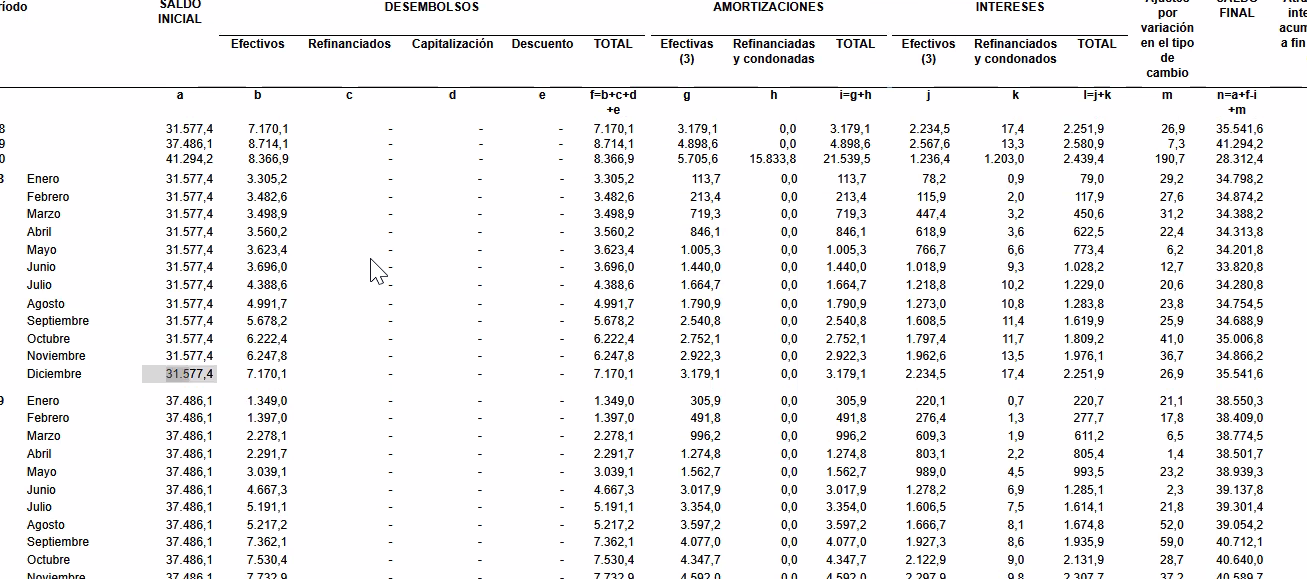 ríodo SALDO INICIAL DESEMBOLSOS AMORTIZACIONES INTERESES Ajustes por variación en el tipo de cambio SALDO FINAL
Efectivos Refinanciados Capitalización Descuento TOTAL Efectivas (3) Refinanciadas y condonadas TOTAL Efectivos (3) Refinanciados y condonados TOTAL a fin
a b c d e f=b+c+d +e g h i=g+h j k l=j+k m n=a+f-i +m
8 31.577,4 7.170,1 - - - 7.170,1 3.179,1 0,0 3.179,1 2.234,5 17,4 2.251,9 26,9 35.541,6
9 37.486,1 8.714,1 - - - 8.714,1 4.898,6 0,0 4.898,6 2.567,6 13,3 2.580,9 7,3 41.294,2
0 41.294,2 8.366,9 - - - 8.366,9 5.705,6 15.833,8 21.539,5 1.236,4 1.203,0 2.439,4 190,7 28.312,4
8 Enero 31.577,4 3.305,2 - - - 3.305,2 113,7 0,0 113,7 78,2 0,9 79,0 29,2 34.798,2
Febrero 31.577,4 3.482,6 - - - 3.482,6 213,4 0,0 213,4 115,9 2,0 117,9 27,6 34.874,2
Marzo 31.577,4 3.498,9 - - - 3.498,9 719,3 0,0 719,3 447,4 3,2 450,6 31,2 34.388,2
Abril 31.577,4 3.560,2 - - - 3.560,2 846,1 0,0 846,1 618,9 3,6 622,5 22,4 34.313,8
Mayo 31.577,4 3.623,4 - - - 3.623,4 1.005,3 0,0 1.005,3 766,7 6,6 773,4 6,2 34.201,8
Junio 31.577,4 3.696,0 - - - 3.696,0 1.440,0 0,0 1.440,0 1.018,9 9,3 1.028,2 12,7 33.820,8
Julio 31.577,4 4.388,6 - - - 4.388,6 1.664,7 0,0 1.664,7 1.218,8 10,2 1.229,0 20,6 34.280,8
Agosto 31.577,4 4.991,7 - - - 4.991,7 1.790,9 0,0 1.790,9 1.273,0 10,8 1.283,8 23,8 34.754,5
Septiembre 31.577,4 5.678,2 - - - 5.678,2 2.540,8 0,0 2.540,8 1.608,5 11,4 1.619,9 25,9 34.688,9
Octubre 31.577,4 6.222,4 - - - 6.222,4 2.752,1 0,0 2.752,1 1.797,4 11,7 1.809,2 41,0 35.006,8
Noviembre 31.577,4 6.247,8 - - - 6.247,8 2.922,3 0,0 2.922,3 1.962,6 13,5 1.976,1 36,7 34.866,2
Diciembre 31.577,4 7.170,1 - - - 7.170,1 3.179,1 0,0 3.179,1 2.234,5 17,4 2.251,9 26,9 35.541,6
9 Enero 37.486,1 1.349,0 - - - 1.349,0 305,9 0,0 305,9 220,1 0,7 220,7 21,1 38.550,3
Febrero 37.486,1 1.397,0 - - - 1.397,0 491,8 0,0 491,8 276,4 1,3 277,7 17,8 38.409,0
Marzo 37.486,1 2.278,1 - - - 2.278,1 996,2 0,0 996,2 609,3 1,9 611,2 6,5 38.774,5
Abril 37.486,1 2.291,7 - - - 2.291,7 1.274,8 0,0 1.274,8 803,1 2,2 805,4 1,4 38.501,7
Mayo 37.486,1 3.039,1 - - - 3.039,1 1.562,7 0,0 1.562,7 989,0 4,5 993,5 23,2 38.939,3
Junio 37.486,1 4.667,3 - - - 4.667,3 3.017,9 0,0 3.017,9 1.278,2 6,9 1.285,1 2,3 39.137,8
Julio 37.486,1 5.191,1 - - - 5.191,1 3.354,0 0,0 3.354,0 1.606,5 7,5 1.614,1 21,8 39.301,4
Agosto 37.486,1 5.217,2 - - - 5.217,2 3.597,2 0,0 3.597,2 1.666,7 8,1 1.674,8 52,0 39.054,2
Septiembre 37.486,1 7.362,1 - - - 7.362,1 4.077,0 0,0 4.077,0 1.927,3 8,6 1.935,9 59,0 40.712,1
Octubre 37.486,1 7.530,4 - - - 7.530,4 4.347,7 0,0 4.347,7 2.122,9 9,0 2.131,9 28,7 40.640,0
Noviembre 37.486,1 7.732,9 - - - 7.732,9 4.592,0 0,0 4.592,0 2.297,9 9,8 2.307,7 37,2 40.589,7